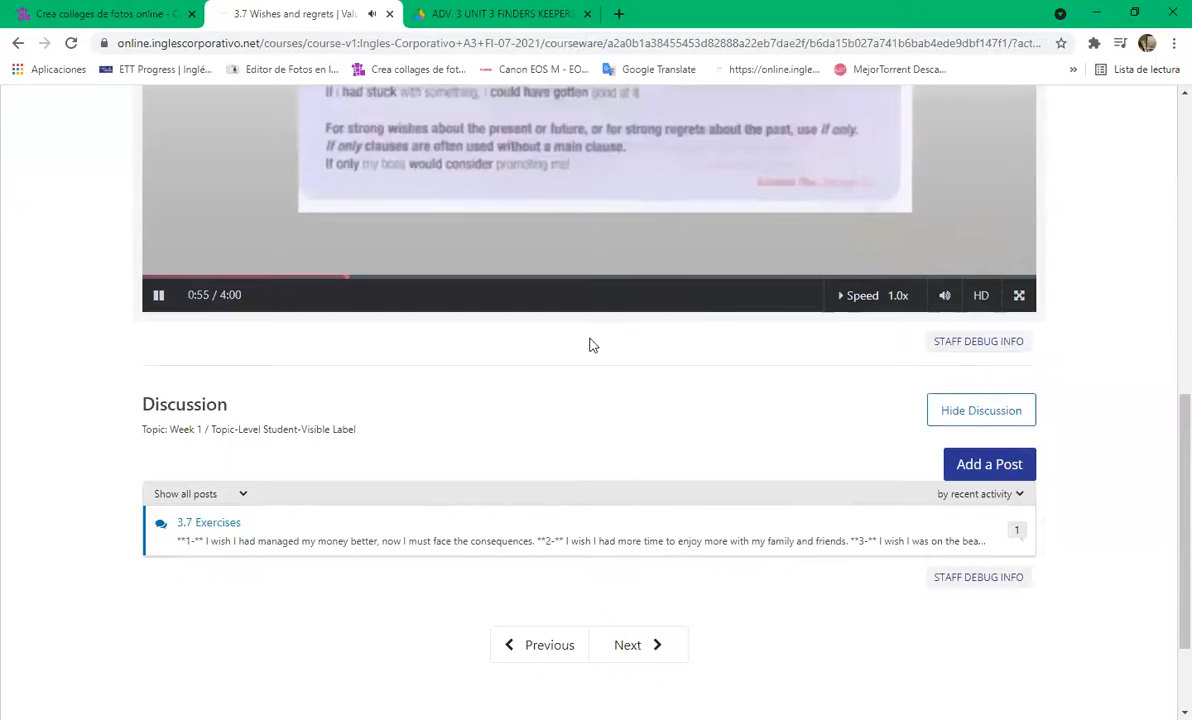 Crea collages de fotos online - C
3.7 Wishes and regrets | Valu
ADV. 3 UNIT 3 FINDERS KEEPERS
online.inglescorporativo.net/courses/course-v1:Ingles-Corporativo+A3+FI-07-2021/courseware/a2a0b1a38455453d82888a22eb7dae2f/b6da15b027a741b6bab4ede9dbf147f1/?act...
Aplicaciones
ETT Progress | Inglé...
Editor de Fotos en l...
Crea collages de fot...
Canon EOS M - EO...
Google Translate
https://online.ingle...
MejorTorrent Desca...
»
Lista de lectura
If I had stuck with something, I could have gotten good at it.
For strong wishes about the present or future, or for strong regrets about the past, use if only.
If only clauses are often used without a main clause.
If only my boss would consider promoting me!
0:55 / 4:00
Speed 1.0x
HD
STAFF DEBUG INFO
Discussion
Hide Discussion
Topic: Week 1 / Topic-Level Student-Visible Label
Add a Post
Show all posts
by recent activity
3.7 Exercises
1
**1-** I wish I had managed my money better, now I must face the consequences. **2-** I wish I had more time to enjoy more with my family and friends. **3-** I wish I was on the bea...
STAFF DEBUG INFO
Previous
Next